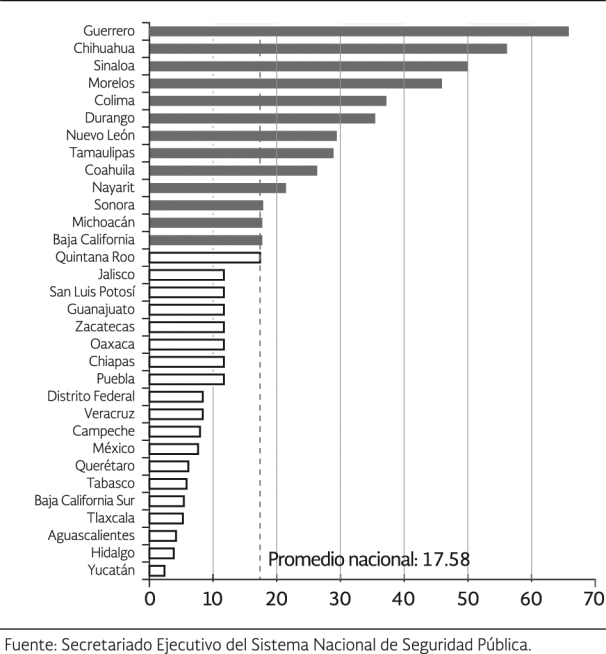 Guerrero
Chihuahua
Sinaloa
Morelos
Colima
Durango
Nuevo León
Tamaulipas
Coahuila
Nayarit
Sonora
Michoacán
Baja California
Quintana Roo
Jalisco
San Luis Potosí
Guanajuato
Zacatecas
Oaxaca
Chiapas
Puebla
Distrito Federal
Veracruz
Campeche
México
Querétaro
Tabasco
Baja California Sur
Tlaxcala
Aguascalientes
Hidalgo
Yucatán
Promedio nacional: 17.58
0 10 20 30 40 50 60 70
Fuente: Secretariado Ejecutivo del Sistema Nacional de Seguridad Pública.